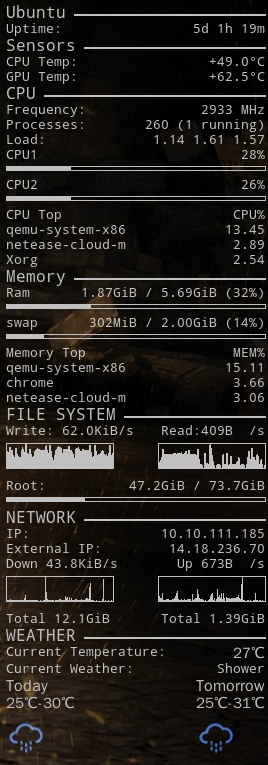 Ubuntu
Uptime: 5d 1h 19m
Sensors
CPU Temp: +49.0°C
GPU Temp: +62.5°C
CPU
Frequency: 2933 MHz
Processes: 260 (1 running)
Load: 1.14 1.61 1.57
CPU1 28%
CPU2 26%
CPU Top CPU%
qemu-system-x86 13.45
netease-cloud-m 2.89
Xorg 2.54
Memory
Ram 1.87GiB / 5.69GiB (32%)
swap 302MiB / 2.00GiB (14%)
Memory Top MEM%
qemu-system-x86 15.11
chrome 3.66
netease-cloud-m 3.06
FILE SYSTEM
Write: 62.0KiB/s Read:409B /s
Root: 47.2GiB / 73.7GiB
NETWORK
IP: 10.10.111.185
External IP: 14.18.236.70
Down 43.8KiB/s Up 673B /s
Total 12.1GiB Total 1.39GiB
WEATHER
Current Temperature: 27℃
Current Weather: Shower
Today Tomorrow
25℃-30℃ 25℃-31℃